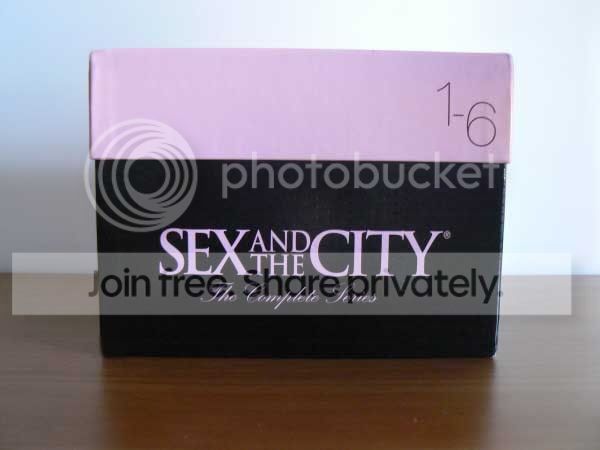 1-6
photobucket
SEX AND THE CITY®
Join free. Share privately.
The Complete Series